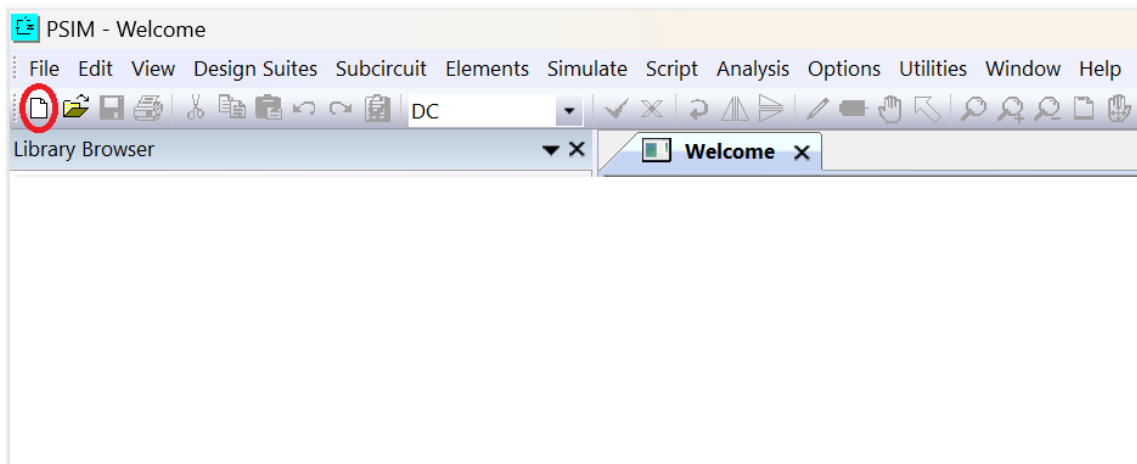 PSIM - Welcome
File Edit View Design Suites Subcircuit Elements Simulate Script Analysis Options Utilities Window Help
DC
Library Browser
Welcome